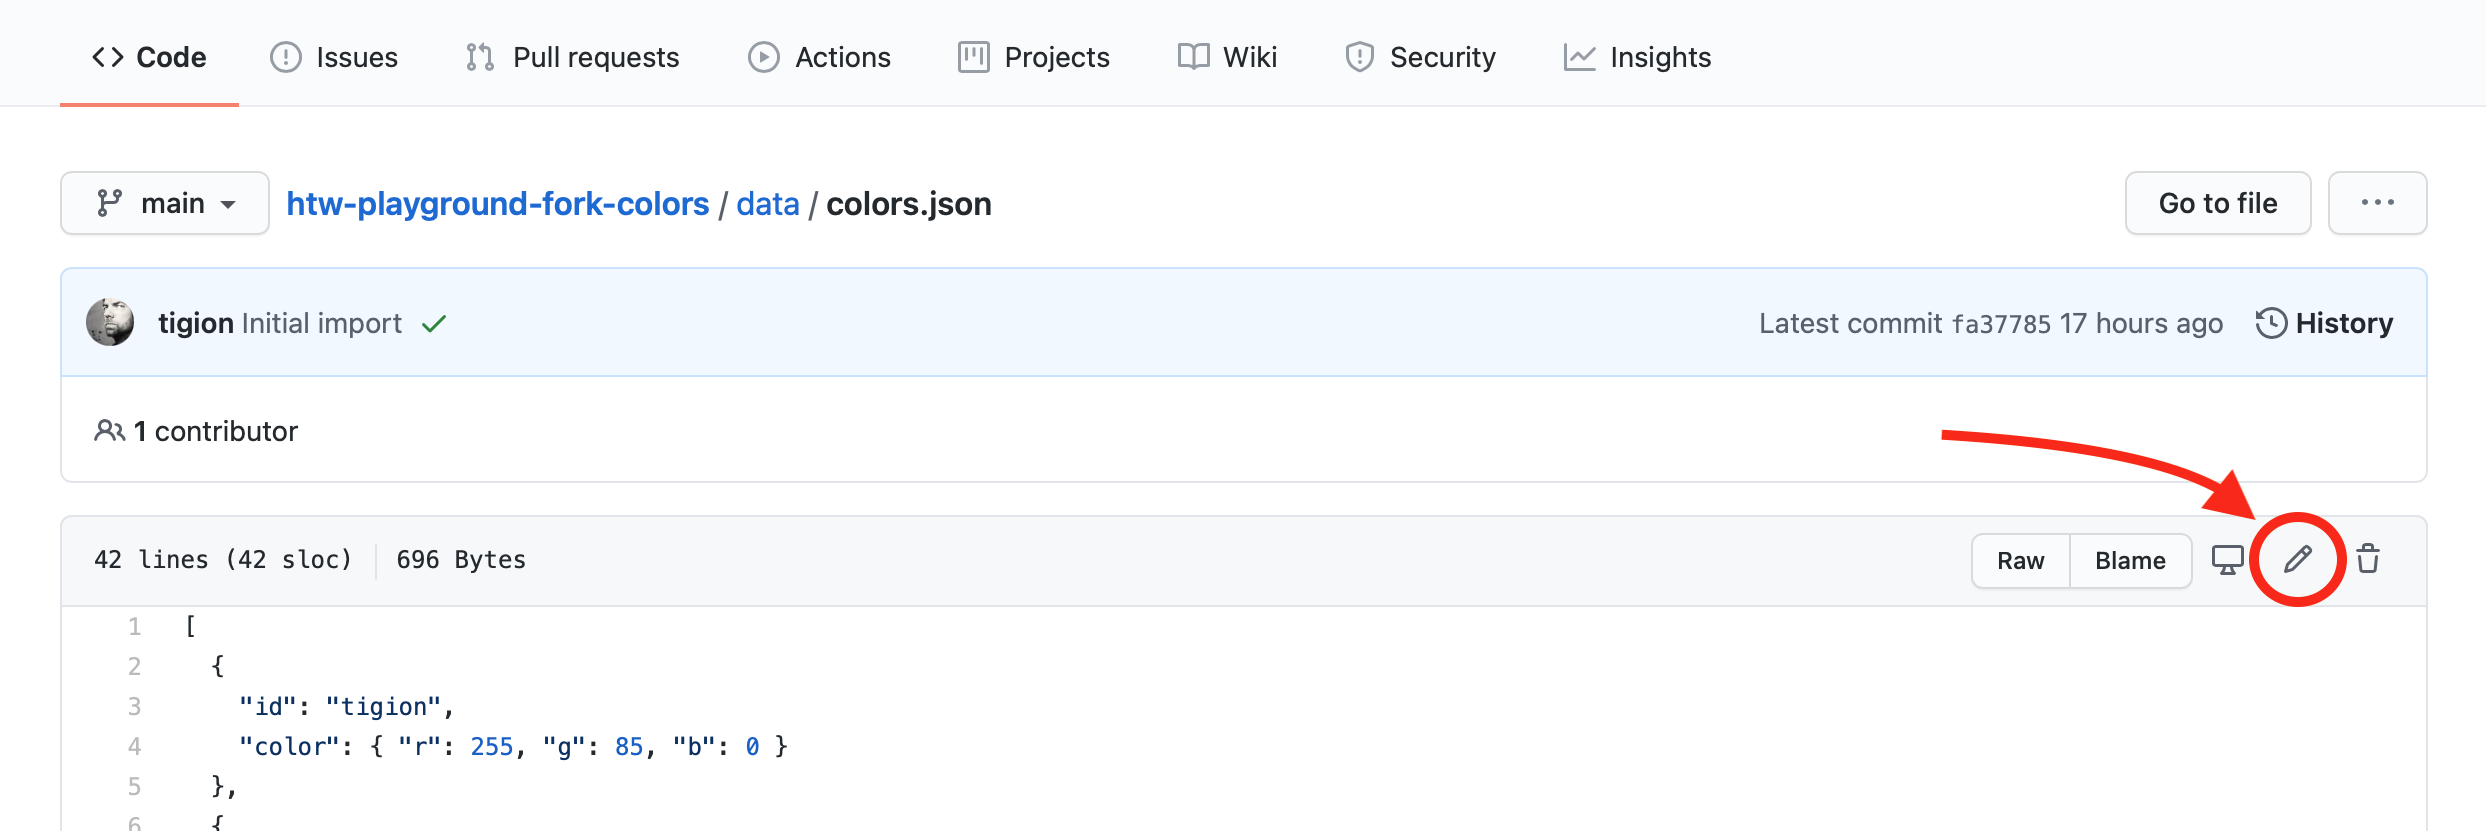 Code Issues Pull requests Actions Projects Wiki Security Insights
main htw-playground-fork-colors / data / colors.json Go to file ...
tigion Initial import Latest commit fa37785 17 hours ago History
1 contributor
42 lines (42 sloc) 696 Bytes Raw Blame
1 [
2 {
3 "id": "tigion",
4 "color": { "r": 255, "g": 85, "b": 0 }
5 },
6 {